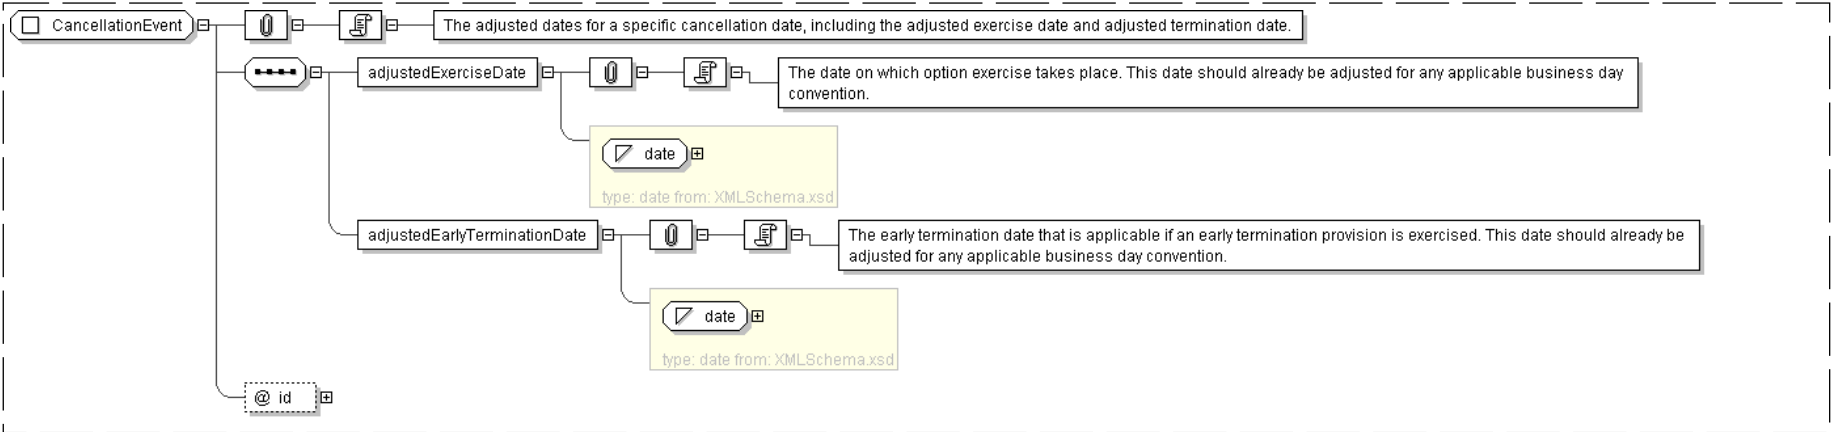 CancellationEvent
The adjusted dates for a specific cancellation date, including the adjusted exercise date and adjusted termination date.
adjustedExerciseDate
The date on which option exercise takes place. This date should already be adjusted for any applicable business day
convention.
date
type: date from: XMLSchema.xsd
adjustedEarlyTerminationDate
The early termination date that is applicable if an early termination provision is exercised. This date should already be
adjusted for any applicable business day convention.
date
type: date from: XMLSchema.xsd
@ id